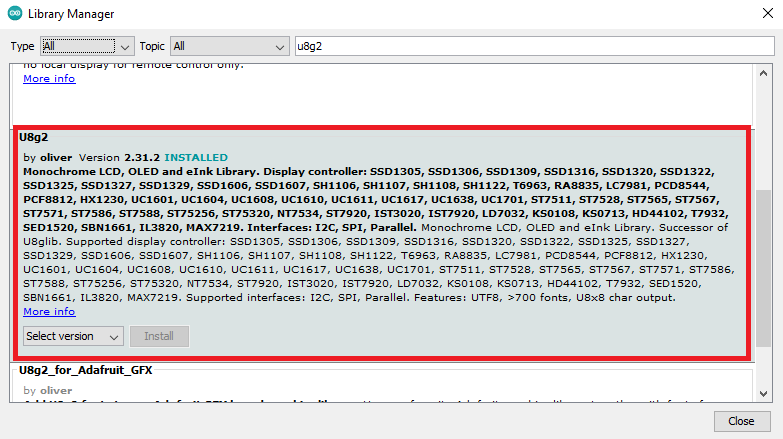 Library Manager
Type All Topic All u8g2
no local display for remote control only.
More info
U8g2
by oliver Version 2.31.2 INSTALLED
Monochrome LCD, OLED and eInk Library. Display controller: SSD1305, SSD1306, SSD1309, SSD1316, SSD1320, SSD1322,
SSD1325, SSD1327, SSD1329, SSD1606, SSD1607, SH1106, SH1107, SH1108, SH1122, T6963, RA8835, LC7981, PCD8544,
PCF8812, HX1230, UC1601, UC1604, UC1608, UC1610, UC1611, UC1617, UC1638, UC1701, ST7511, ST7528, ST7565, ST7567,
ST7571, ST7586, ST7588, ST75256, ST75320, NT7534, ST7920, IST3020, IST7920, LD7032, KS0108, KS0713, HD44102, T7932,
SED1520, SBN1661, IL3820, MAX7219. Interfaces: I2C, SPI, Parallel. Monochrome LCD, OLED and eInk Library. Successor of
U8glib. Supported display controller: SSD1305, SSD1306, SSD1309, SSD1316, SSD1320, SSD1322, SSD1325, SSD1327,
SSD1329, SSD1606, SSD1607, SH1106, SH1107, SH1108, SH1122, T6963, RA8835, LC7981, PCD8544, PCF8812, HX1230,
UC1601, UC1604, UC1608, UC1610, UC1611, UC1617, UC1638, UC1701, ST7511, ST7528, ST7565, ST7567, ST7571, ST7586,
ST7588, ST75256, ST75320, NT7534, ST7920, IST3020, IST7920, LD7032, KS0108, KS0713, HD44102, T7932, SED1520,
SBN1661, IL3820, MAX7219. Supported interfaces: I2C, SPI, Parallel. Features: UTF8, >700 fonts, U8x8 char output.
More info
Select version Install
U8g2_for_Adafruit_GFX
by oliver
Close